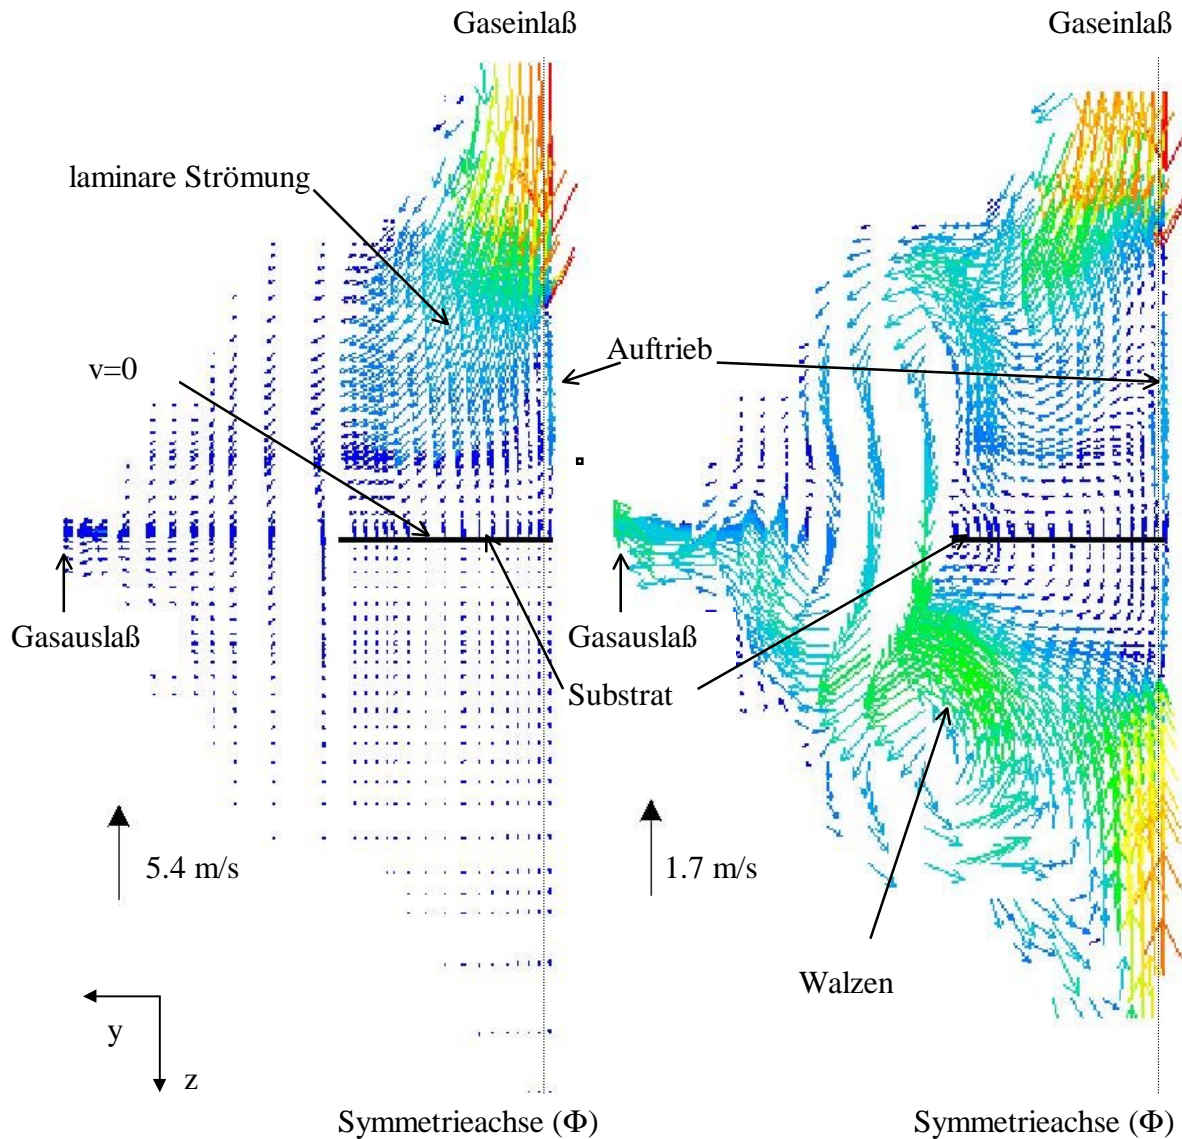 Gaseinlaß
Gaseinlaß
laminare Strömung
Auftrieb
v=0
Gasauslaß
Gasauslaß
Substrat
5.4 m/s
1.7 m/s
Walzen
y
z
Symmetrieachse (Φ)
Symmetrieachse (Φ)